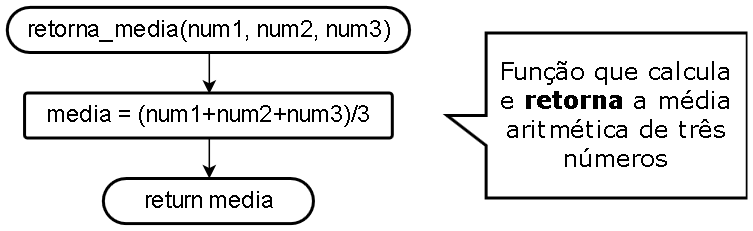 retorna_media(num1, num2, num3)
media = (num1+num2+num3)/3
return media
Função que calcula
e retorna a média
aritmética de três
números